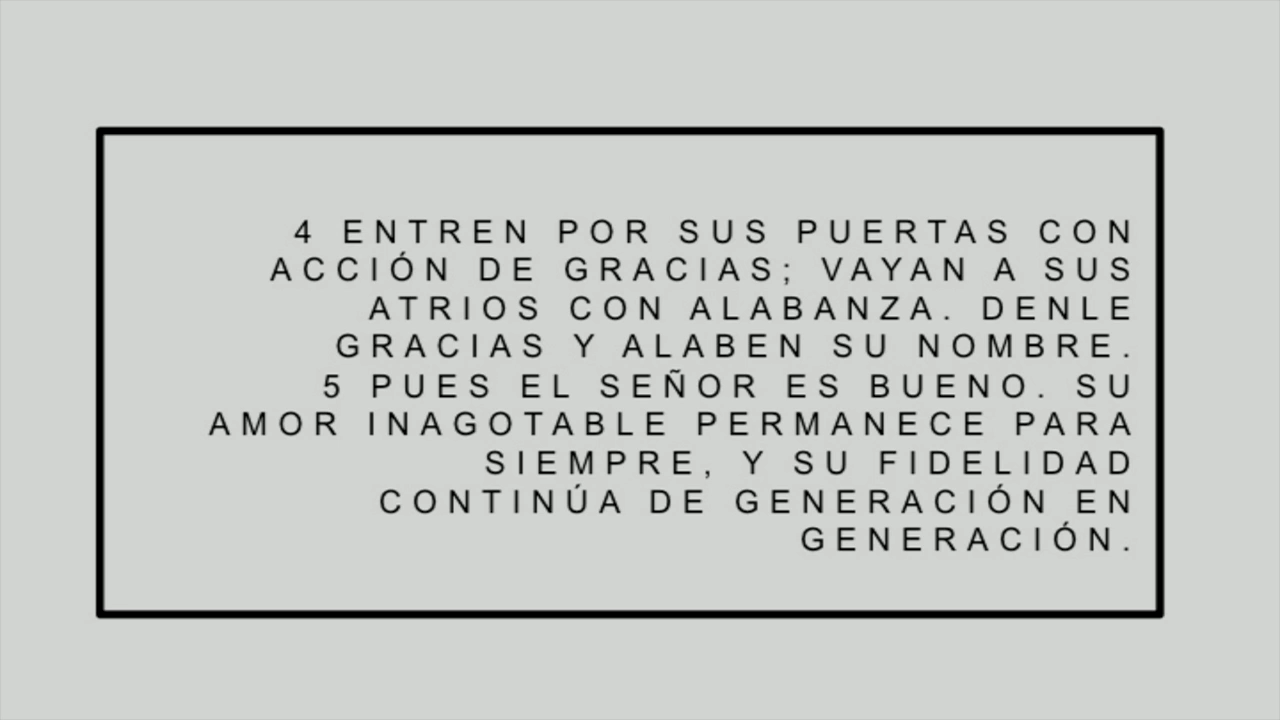 4 ENTREN POR SUS PUERTAS CON
ACCIÓN DE GRACIAS; VAYAN A SUS
ATRIOS CON ALABANZA. DENLE
GRACIAS Y ALABEN SU NOMBRE.
5 PUES EL SEÑOR ES BUENO. SU
AMOR INAGOTABLE PERMANECE PARA
SIEMPRE, Y SU FIDELIDAD
CONTINÚA DE GENERACIÓN EN
GENERACIÓN.